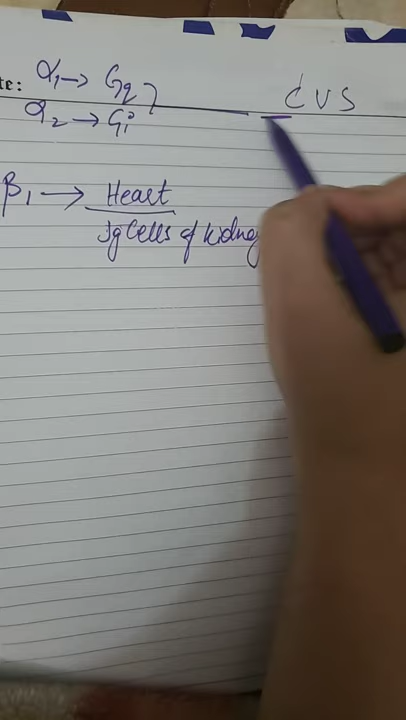 te: α₁→ Gq
α₂ → Gi
CVS
β₁ → Heart
Jg Cells of kidney